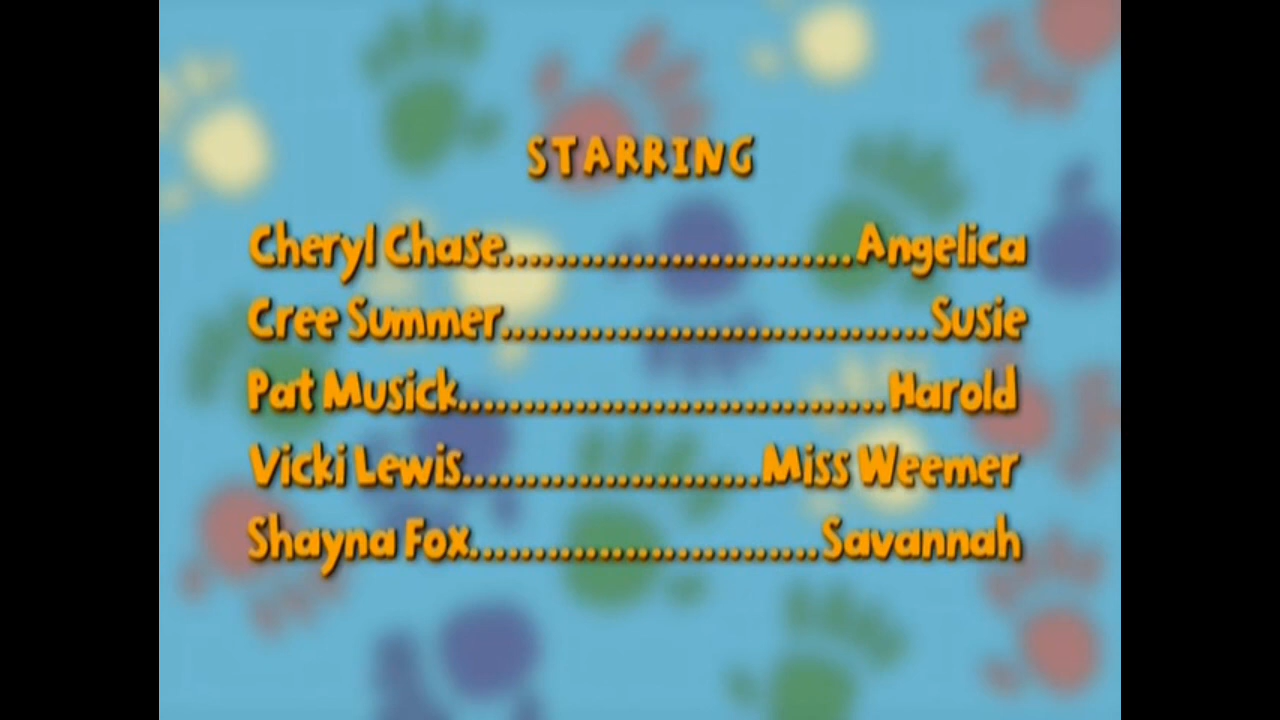 STARRING
Cheryl Chase...........................Angelica
Cree Summer.................................Susie
Pat Musick.................................Harold
Vicki Lewis.......................Miss Weemer
Shayna Fox...........................Savannah